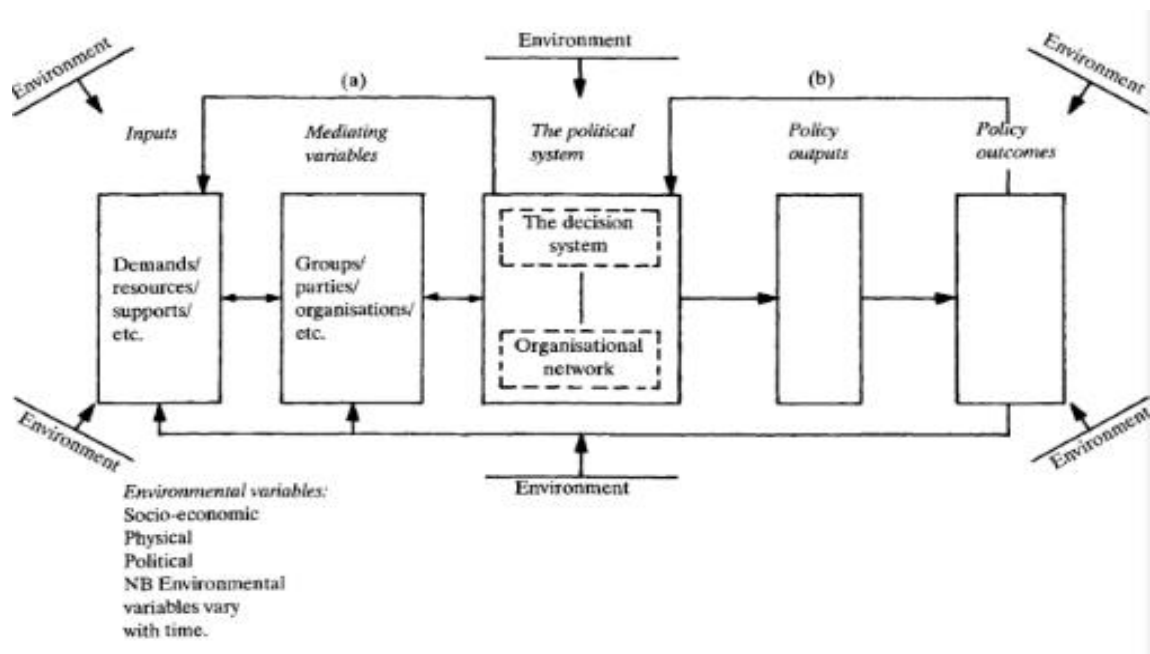 Environment
Environment
Environment
(a)
(b)
Inputs
Mediating
variables
The political
system
Policy
outputs
Policy
outcomes
Demands/
resources/
supports/
etc.
Groups/
parties/
organisations/
etc.
The decision
system
Organisational
network
Environment
Environment
Environment
Environmental variables:
Socio-economic
Physical
Political
NB Environmental
variables vary
with time.